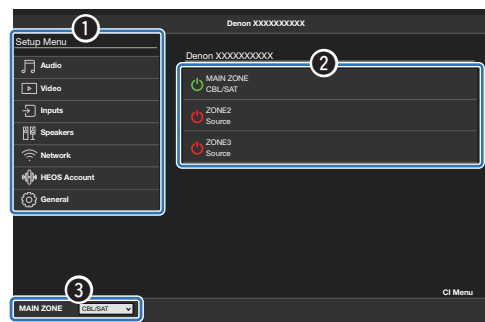 Denon XXXXXXXXXX
1
Setup Menu
Audio
Video
Inputs
Speakers
Network
HEOS Account
General
Denon XXXXXXXXXX
2
MAIN ZONE
CBL/SAT
ZONE2
Source
ZONE3
Source
CI Menu
3
MAIN ZONE CBL/SAT